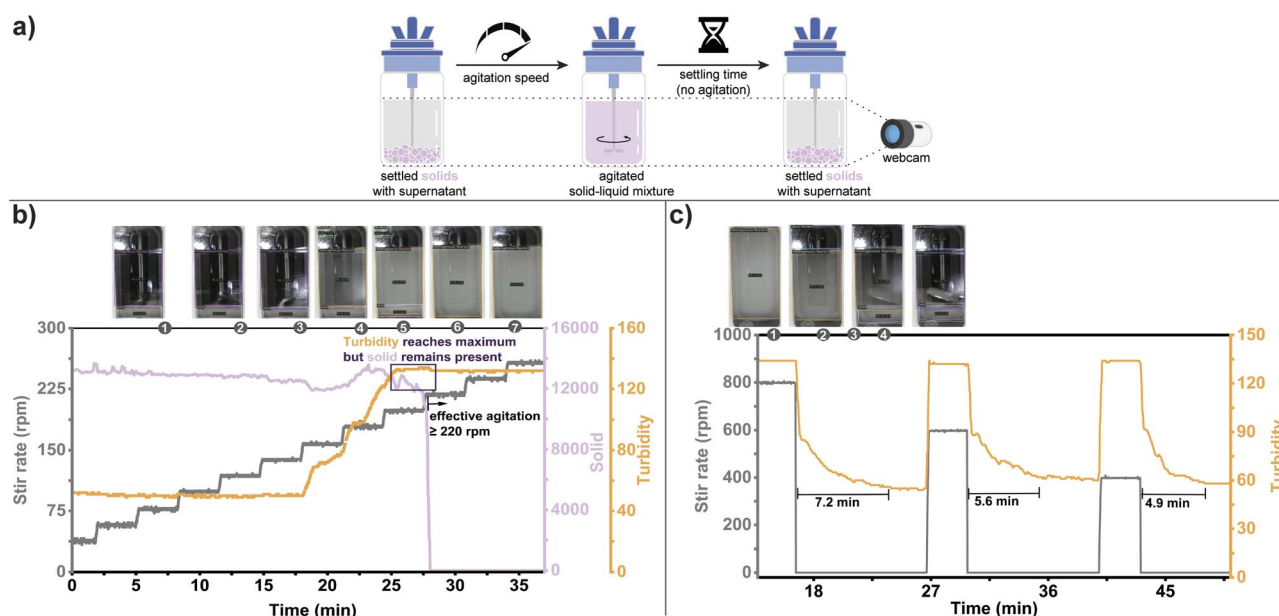 a)
agitation speed
settling time
(no agitation)
webcam
settled solids
with supernatant
agitated
solid-liquid mixture
settled solids
with supernatant
b)
1 2 3 4 5 6 7
Turbidity reaches maximum
but solid remains present
effective agitation
≥ 220 rpm
300
225
150
75
0
Stir rate (rpm)
16000
14000
12000
10000
8000
6000
4000
2000
0
Solid
160
120
80
40
0
Turbidity
0 5 10 15 20 25 30 35
Time (min)
c)
1 2 3 4
1000
800
600
400
200
0
Stir rate (rpm)
7.2 min
5.6 min
4.9 min
150
120
90
60
30
0
Turbidity
18 27 36 45
Time (min)